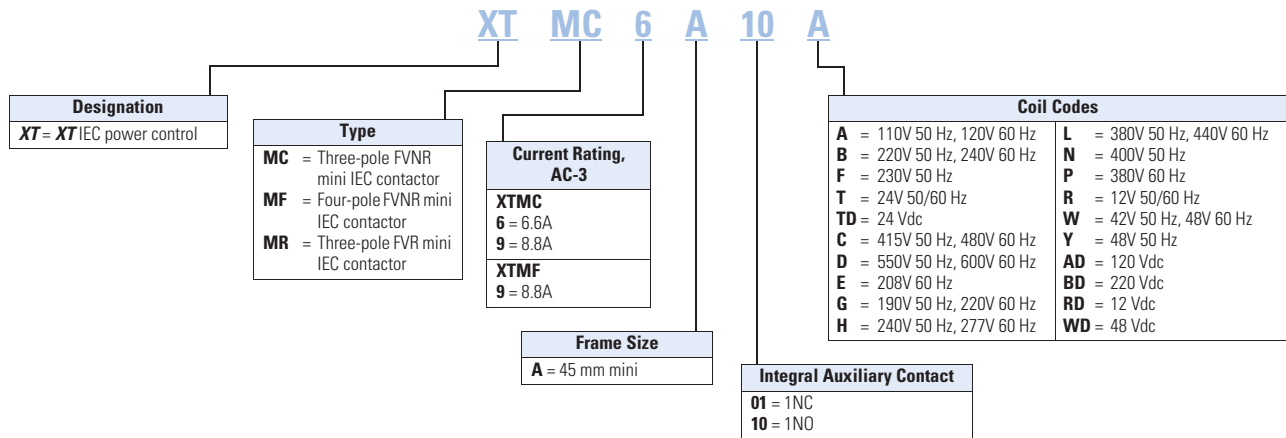 XT MC 6 A 10 A
Designation
XT = XT IEC power control
Type
MC = Three-pole FVNR
mini IEC contactor
MF = Four-pole FVNR mini
IEC contactor
MR = Three-pole FVR mini
IEC contactor
Current Rating,
AC-3
XTMC
6 = 6.6A
9 = 8.8A
XTMF
9 = 8.8A
Frame Size
A = 45 mm mini
Integral Auxiliary Contact
01 = 1NC
10 = 1NO
Coil Codes
A = 110V 50 Hz, 120V 60 Hz
B = 220V 50 Hz, 240V 60 Hz
F = 230V 50 Hz
T = 24V 50/60 Hz
TD = 24 Vdc
C = 415V 50 Hz, 480V 60 Hz
D = 550V 50 Hz, 600V 60 Hz
E = 208V 60 Hz
G = 190V 50 Hz, 220V 60 Hz
H = 240V 50 Hz, 277V 60 Hz
L = 380V 50 Hz, 440V 60 Hz
N = 400V 50 Hz
P = 380V 60 Hz
R = 12V 50/60 Hz
W = 42V 50 Hz, 48V 60 Hz
Y = 48V 50 Hz
AD = 120 Vdc
BD = 220 Vdc
RD = 12 Vdc
WD = 48 Vdc